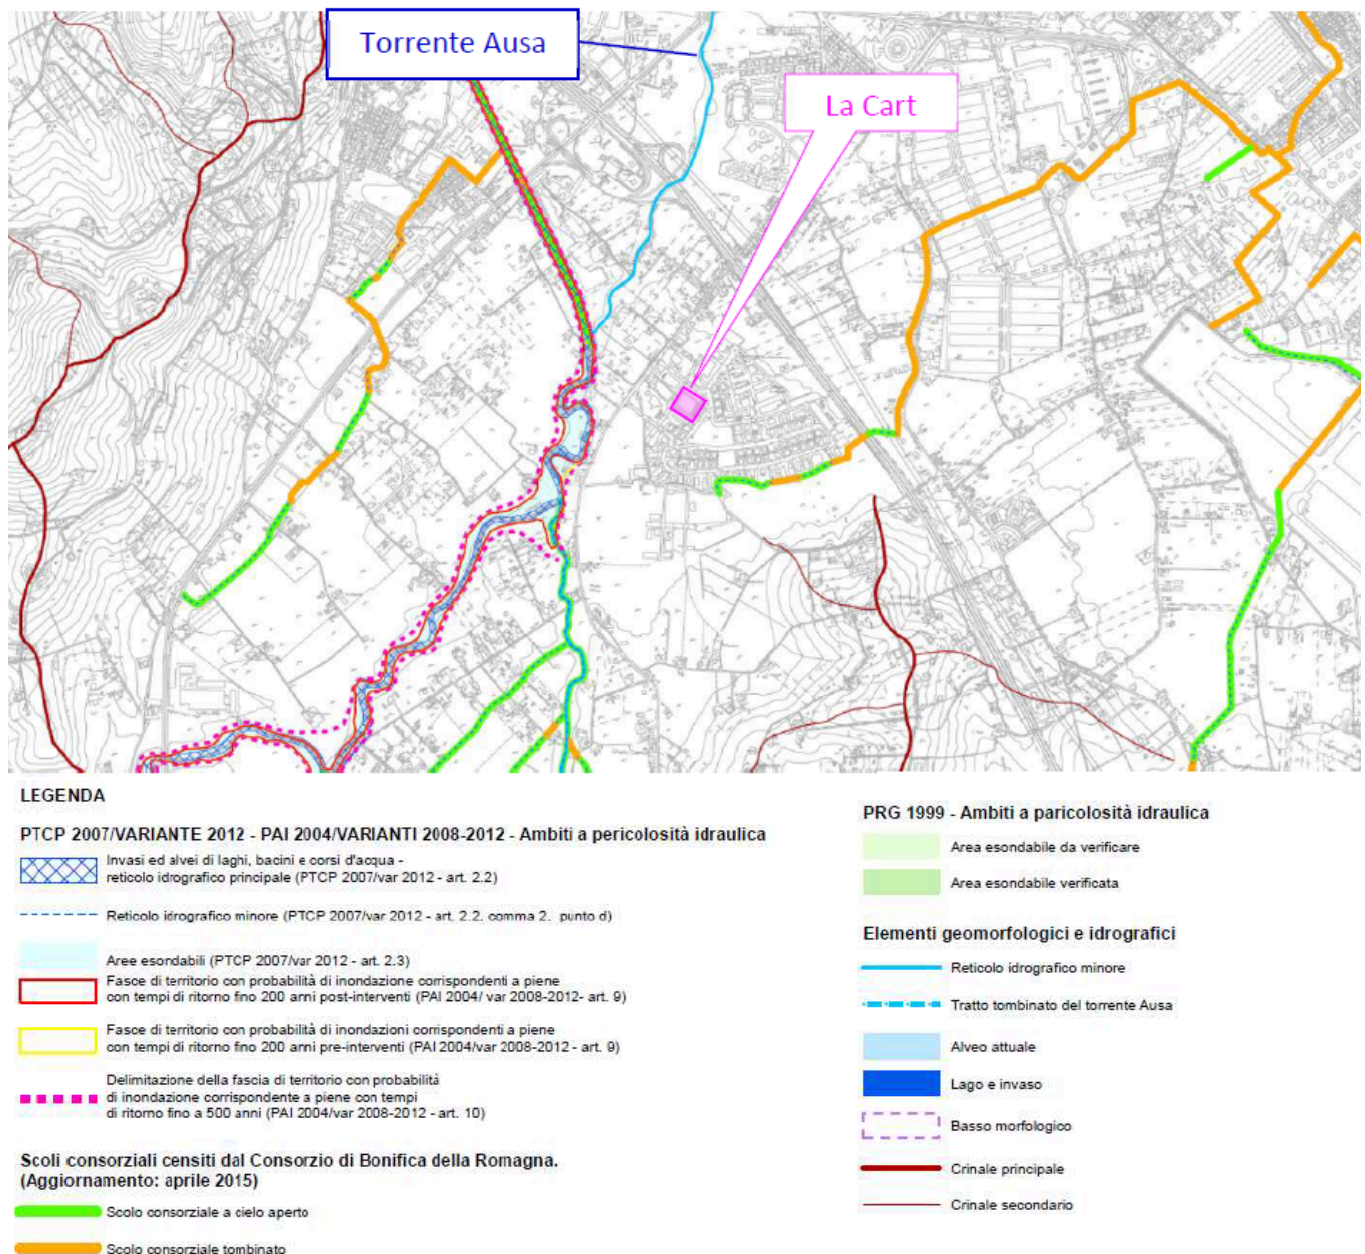 Torrente Ausa
La Cart
LEGENDA
PTCP 2007/VARIANTE 2012 - PAI 2004/VARIANTI 2008-2012 - Ambiti a pericolosità idraulica
Invasi ed alvei di laghi, bacini e corsi d'acqua -
reticolo idrografico principale (PTCP 2007/var 2012 - art. 2.2)
Reticolo idrografico minore (PTCP 2007/var 2012 - art. 2.2. comma 2. punto d)
Aree esondabili (PTCP 2007/var 2012 - art. 2.3)
Fasce di territorio con probabilità di inondazione corrispondenti a piene
con tempi di ritorno fino 200 anni post-interventi (PAI 2004/ var 2008-2012- art. 9)
Fasce di territorio con probabilità di inondazioni corrispondenti a piene
con tempi di ritorno fino 200 anni pre-interventi (PAI 2004/var 2008-2012 - art. 9)
Delimitazione della fascia di territorio con probabilità
di inondazione corrispondente a piene con tempi
di ritorno fino a 500 anni (PAI 2004/var 2008-2012 - art. 10)
Scoli consorziali censiti dal Consorzio di Bonifica della Romagna.
(Aggiornamento: aprile 2015)
Scolo consorziale a cielo aperto
Scolo consorziale tombinato
PRG 1999 - Ambiti a paricolosità idraulica
Area esondabile da verificare
Area esondabile verificata
Elementi geomorfologici e idrografici
Reticolo idrografico minore
Tratto tombinato del torrente Ausa
Alveo attuale
Lago e invaso
Basso morfologico
Crinale principale
Crinale secondario